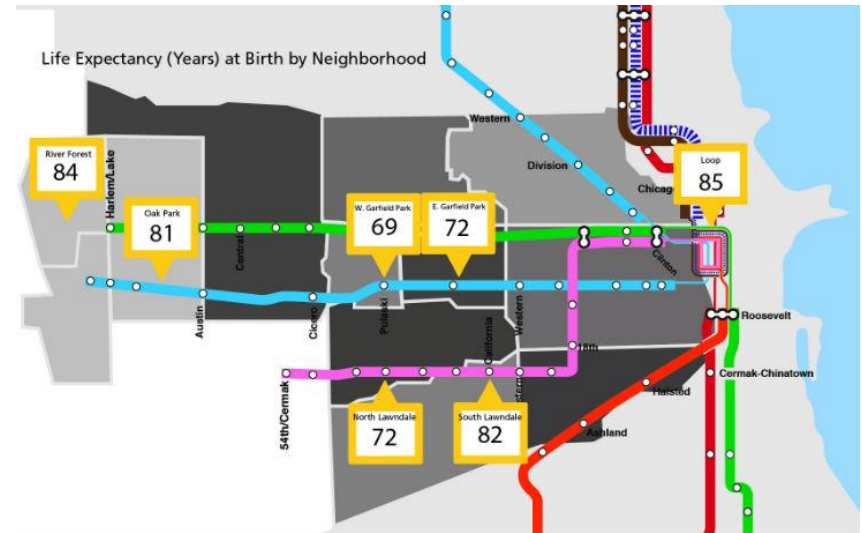 Life Expectancy (Years) at Birth by Neighborhood
Western
Division
River Forest
84
Loop
85
Harlem/Lake
Oak Park
81
W. Garfield Park
69
E. Garfield Park
72
Central
Clinton
Austin
Cicero
Pulaski
Western
Roosevelt
California
18th
54th/Cermak
Cermak-Chinatown
Halsted
North Lawndale
72
South Lawndale
82
Ashland